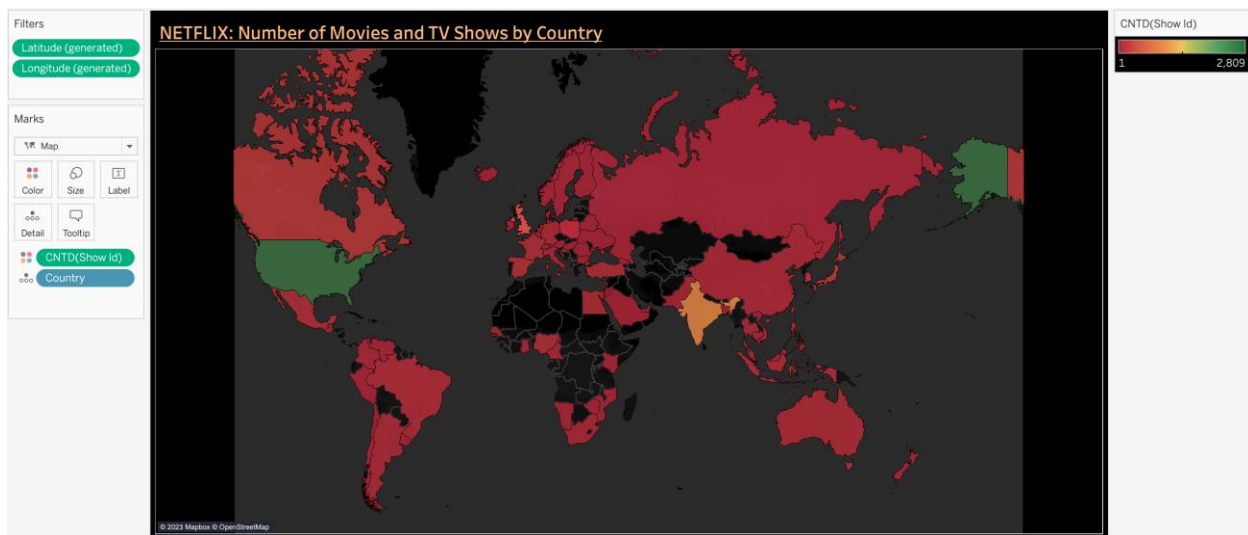 Filters
Latitude (generated)
Longitude (generated)
Marks
Map
Color
Size
Label
Detail
Tooltip
CNTD(Show Id)
Country
NETFLIX: Number of Movies and TV Shows by Country
© 2023 Mapbox © OpenStreetMap
CNTD(Show Id)
1 2,809